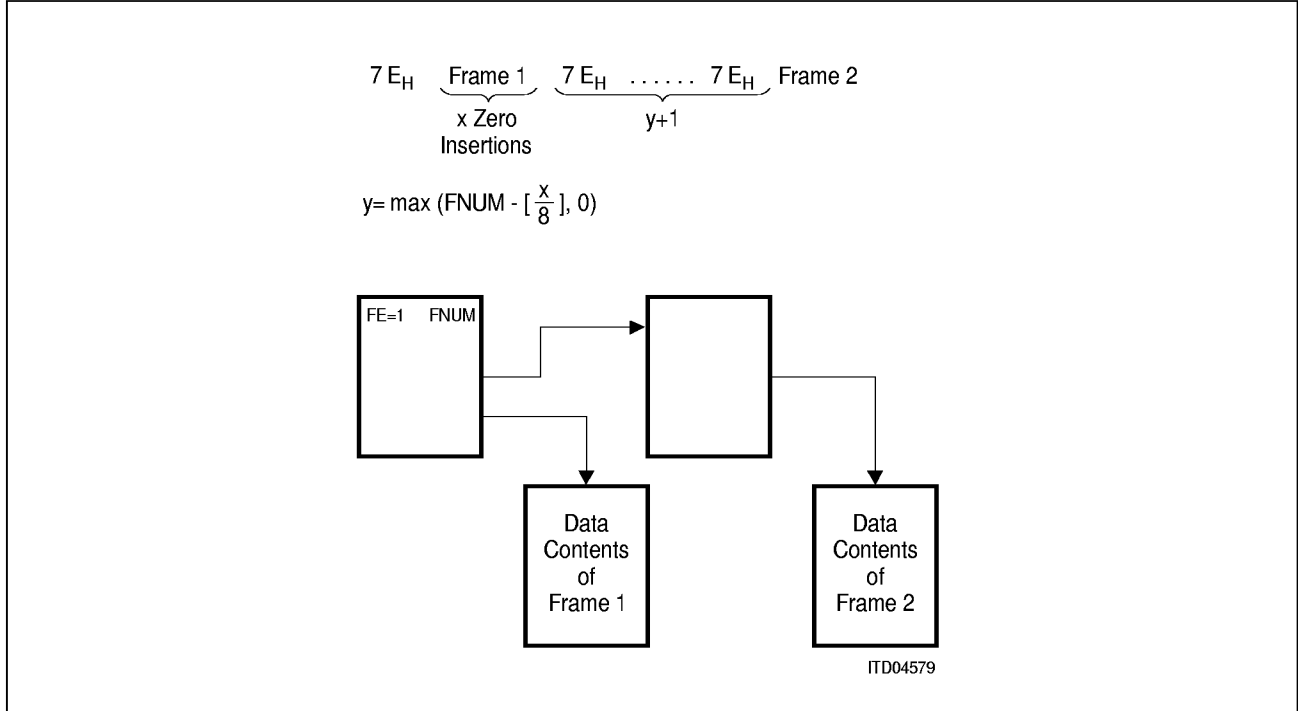 7 E_H Frame 1 7 E_H ...... 7 E_H Frame 2
x Zero y+1
Insertions
y= max (FNUM - [ x/8 ], 0)
FE=1 FNUM
Data
Contents
of
Frame 1
Data
Contents
of
Frame 2
ITD04579